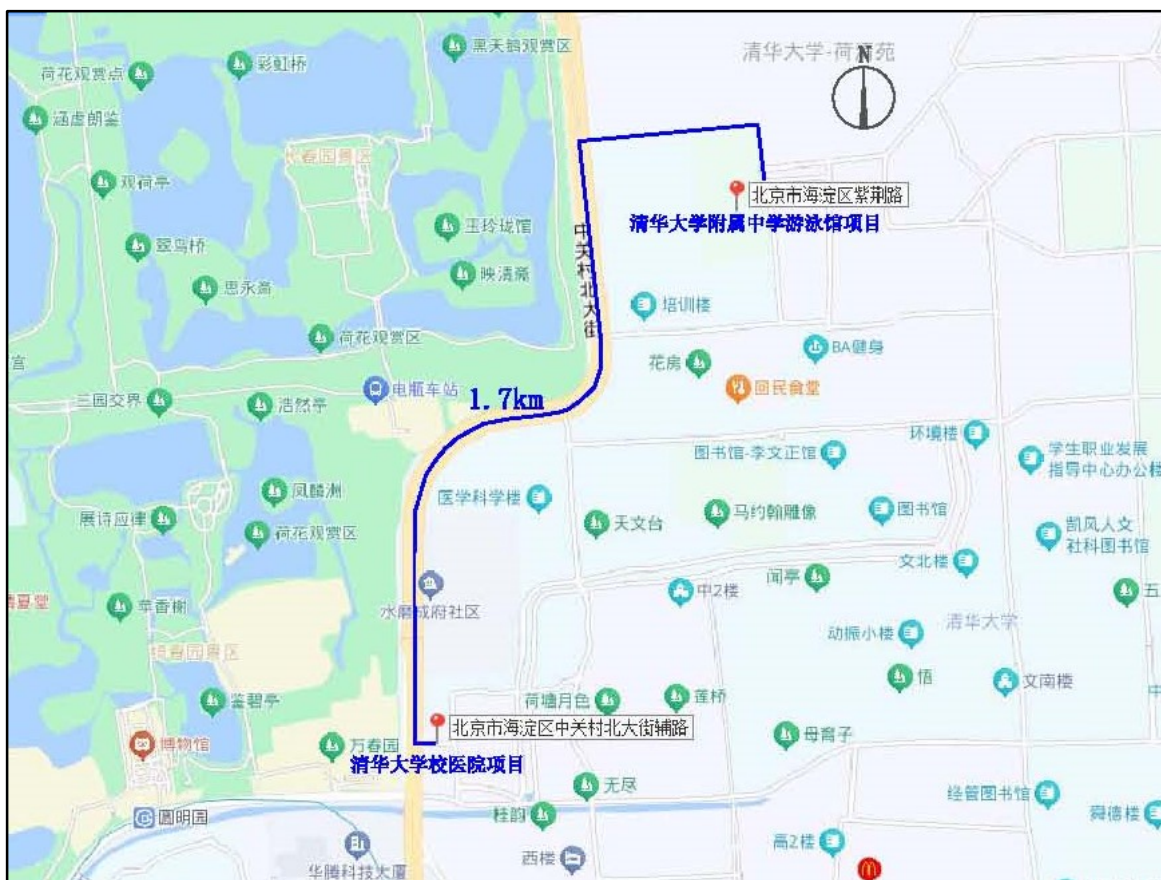 黑天鹅观赏区
清华大学-荷清苑
彩虹桥
荷花观赏点
N
涵虚朗鉴
长春园景区
观荷亭
北京市海淀区紫荆路
清华大学附属中学游泳馆项目
玉玲珑馆
翠鸟桥
中关村北大街
映清斋
思永斋
培训楼
荷花观赏区
BA健身
花房
宫
电瓶车站
回民食堂
1.7km
三园交界
浩然亭
环境楼
图书馆-李文正馆
学生职业发展
指导中心办公楼
凤麟洲
医学科学楼
马约翰雕像
图书馆
展诗应律
天文台
荷花观赏区
凯风人文
社科图书馆
文北楼
闻亭
中2楼
五
清夏堂
苹香榭
水磨成府社区
清华大学
动振小楼
绮春园景区
悟
文南楼
中
鉴碧亭
荷塘月色
莲桥
北京市海淀区中关村北大街辅路
母育子
博物馆
万春园
清华大学校医院项目
无尽
经管图书馆
舜德楼
圆明园
桂韵
高2楼
华腾科技大厦
西楼